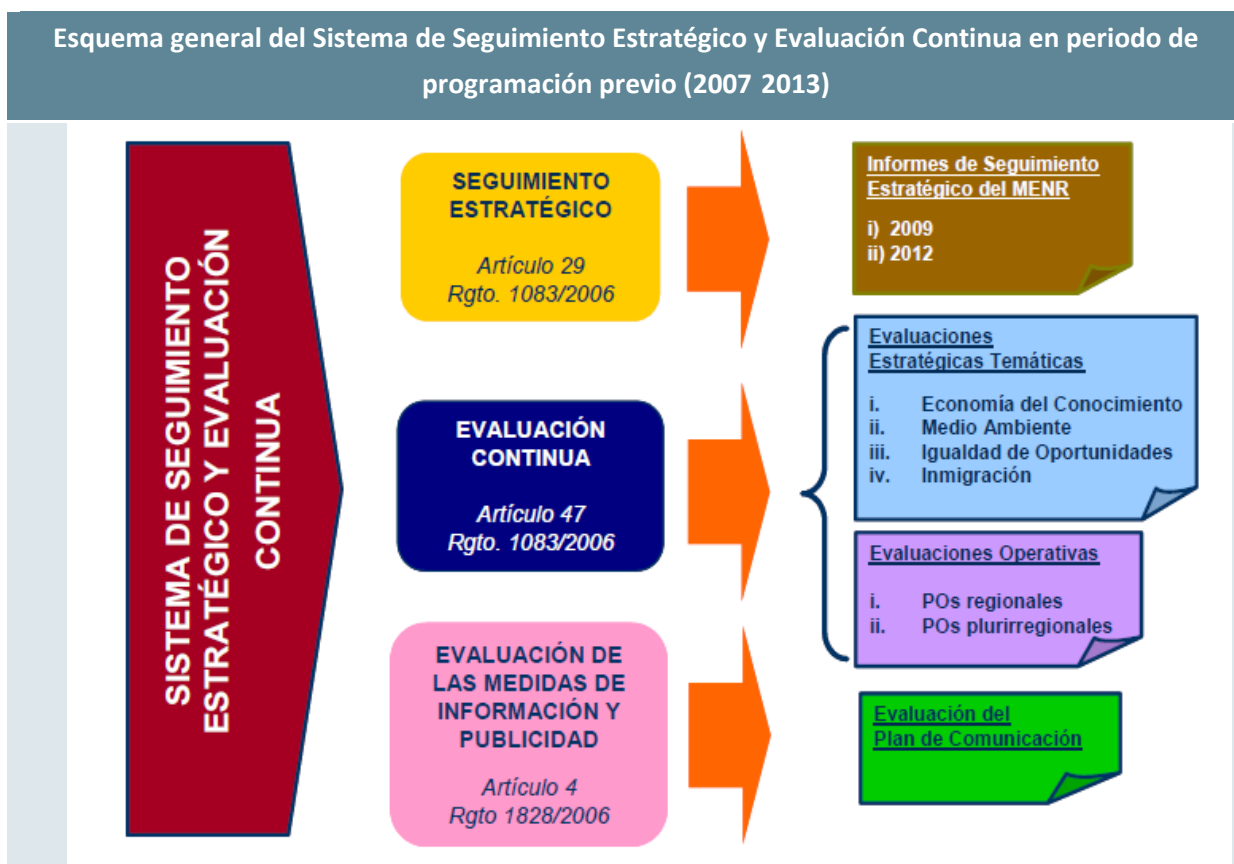 Esquema general del Sistema de Seguimiento Estratégico y Evaluación Continua en periodo de
programación previo (2007 2013)
SISTEMA DE SEGUIMIENTO
ESTRATÉGICO Y EVALUACIÓN
CONTINUA
SEGUIMIENTO
ESTRATÉGICO
Artículo 29
Rgto. 1083/2006
Informes de Seguimiento
Estratégico del MENR
i) 2009
ii) 2012
EVALUACIÓN
CONTINUA
Artículo 47
Rgto. 1083/2006
Evaluaciones
Estratégicas Temáticas
i. Economía del Conocimiento
ii. Medio Ambiente
iii. Igualdad de Oportunidades
iv. Inmigración
Evaluaciones Operativas
i. POs regionales
ii. POs plurirregionales
EVALUACIÓN DE
LAS MEDIDAS DE
INFORMACIÓN Y
PUBLICIDAD
Artículo 4
Rgto 1828/2006
Evaluación del
Plan de Comunicación